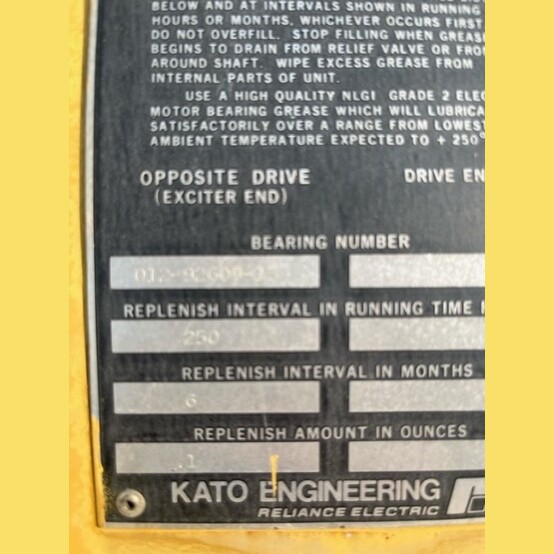 BELOW AND AT INTERVALS SHOWN IN RUNNING
HOURS OR MONTHS, WHICHEVER OCCURS FIRST
DO NOT OVERFILL. STOP FILLING WHEN GREAS
BEGINS TO DRAIN FROM RELIEF VALVE OR FRO
AROUND SHAFT. WIPE EXCESS GREASE FROM
INTERNAL PARTS OF UNIT.
USE A HIGH QUALITY NLGI GRADE 2 ELEC
MOTOR BEARING GREASE WHICH WILL LUBRICA
SATISFACTORILY OVER A RANGE FROM LOWEST
AMBIENT TEMPERATURE EXPECTED TO + 250°
OPPOSITE DRIVE DRIVE EN
(EXCITER END)
BEARING NUMBER
REPLENISH INTERVAL IN RUNNING TIME
250
REPLENISH INTERVAL IN MONTHS
6
REPLENISH AMOUNT IN OUNCES
.1
KATO ENGINEERING
RELIANCE ELECTRIC